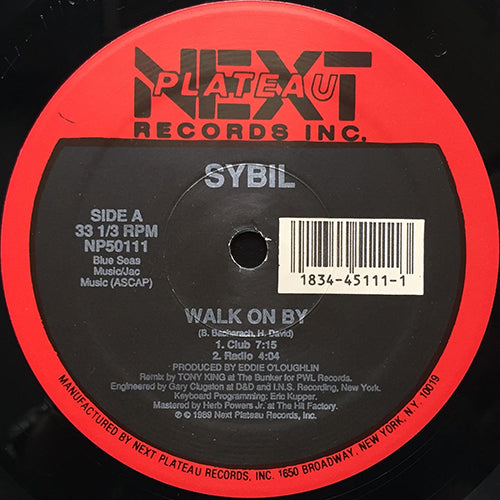 NEXT
PLATEAU
RECORDS INC.
SYBIL
SIDE A
33 1/3 RPM
NP50111
Blue Seas
Music/Jac
Music (ASCAP)
1834-45111-1
WALK ON BY
(B. Bacharach, H. David)
1. Club 7:15
2. Radio 4:04
PRODUCED BY EDDIE O'LOUGHLIN
Remix by TONY KING at The Bunker for PWL Records.
Engineered by Gary Clugston at D&D and I.N.S. Recording, New York.
Keyboard Programming: Eric Kupper.
Mastered by Herb Powers Jr. at The Hit Factory.
℗ © 1989 Next Plateau Records, Inc.
MANUFACTURED BY NEXT PLATEAU RECORDS, INC. 1650 BROADWAY, NEW YORK, N.Y. 10019